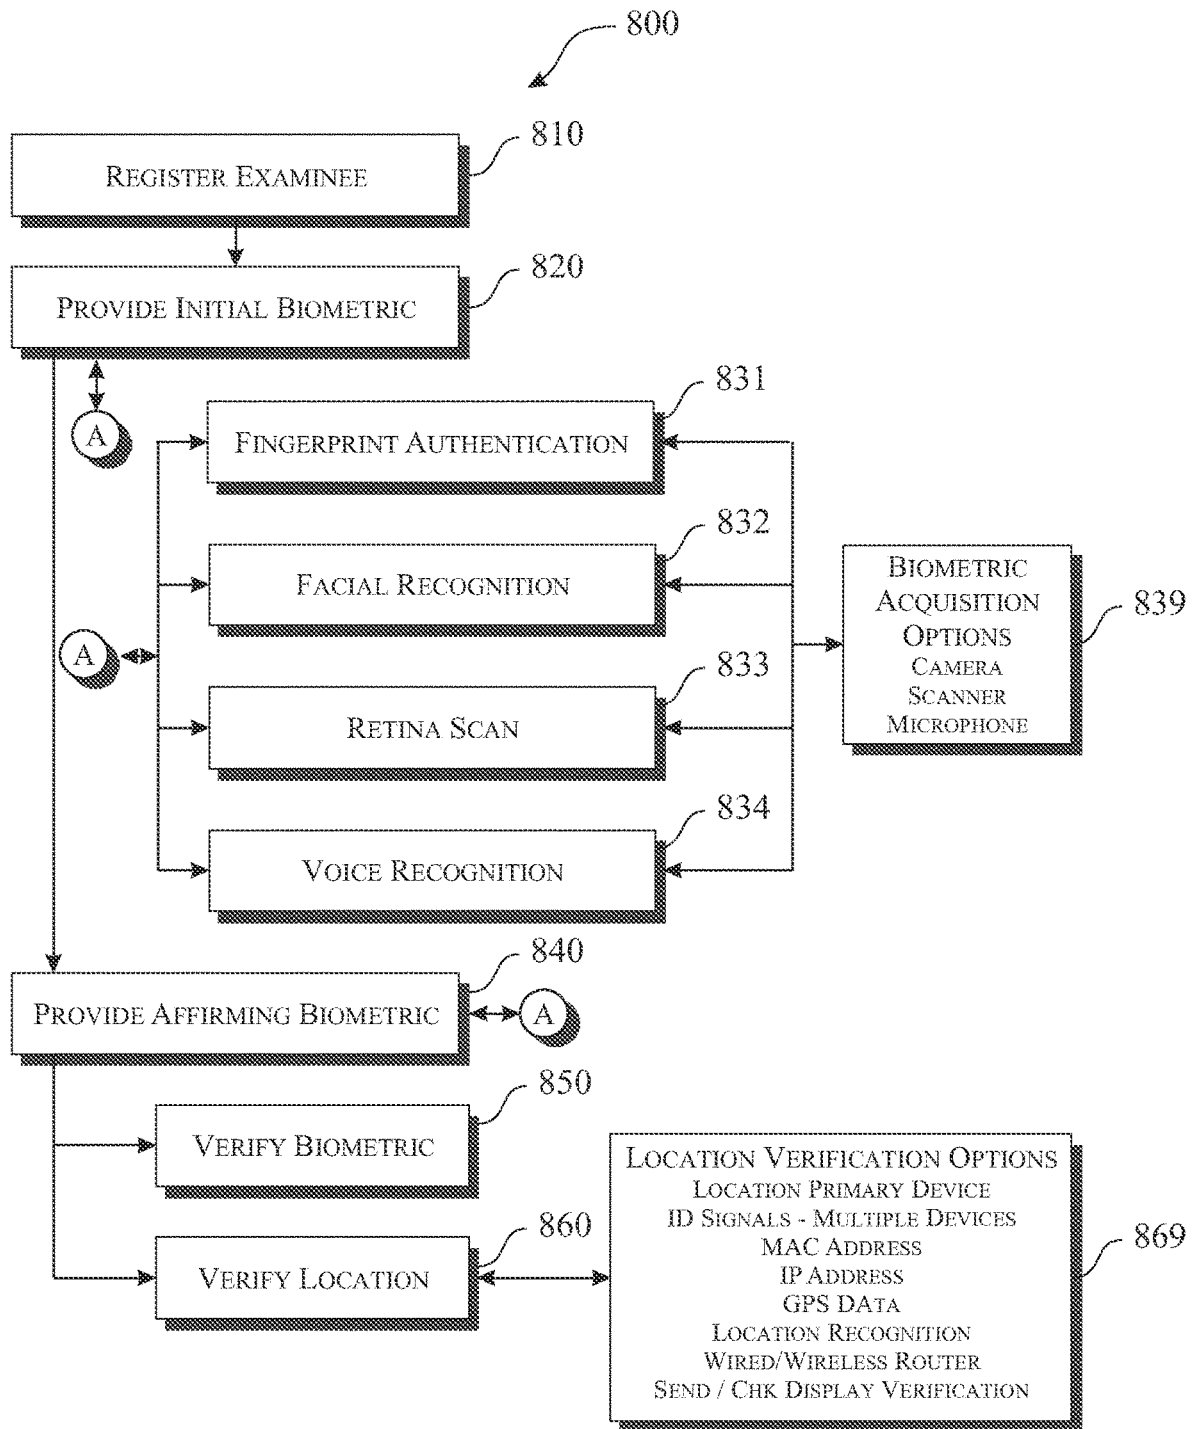 800
810
REGISTER EXAMINEE
820
PROVIDE INITIAL BIOMETRIC
A
831
FINGERPRINT AUTHENTICATION
832
FACIAL RECOGNITION
BIOMETRIC
ACQUISITION
OPTIONS
CAMERA
SCANNER
MICROPHONE
839
A
833
RETINA SCAN
834
VOICE RECOGNITION
840
PROVIDE AFFIRMING BIOMETRIC
A
850
VERIFY BIOMETRIC
860
VERIFY LOCATION
LOCATION VERIFICATION OPTIONS
LOCATION PRIMARY DEVICE
ID SIGNALS - MULTIPLE DEVICES
MAC ADDRESS
IP ADDRESS
GPS DATA
LOCATION RECOGNITION
WIRED/WIRELESS ROUTER
SEND / CHK DISPLAY VERIFICATION
869